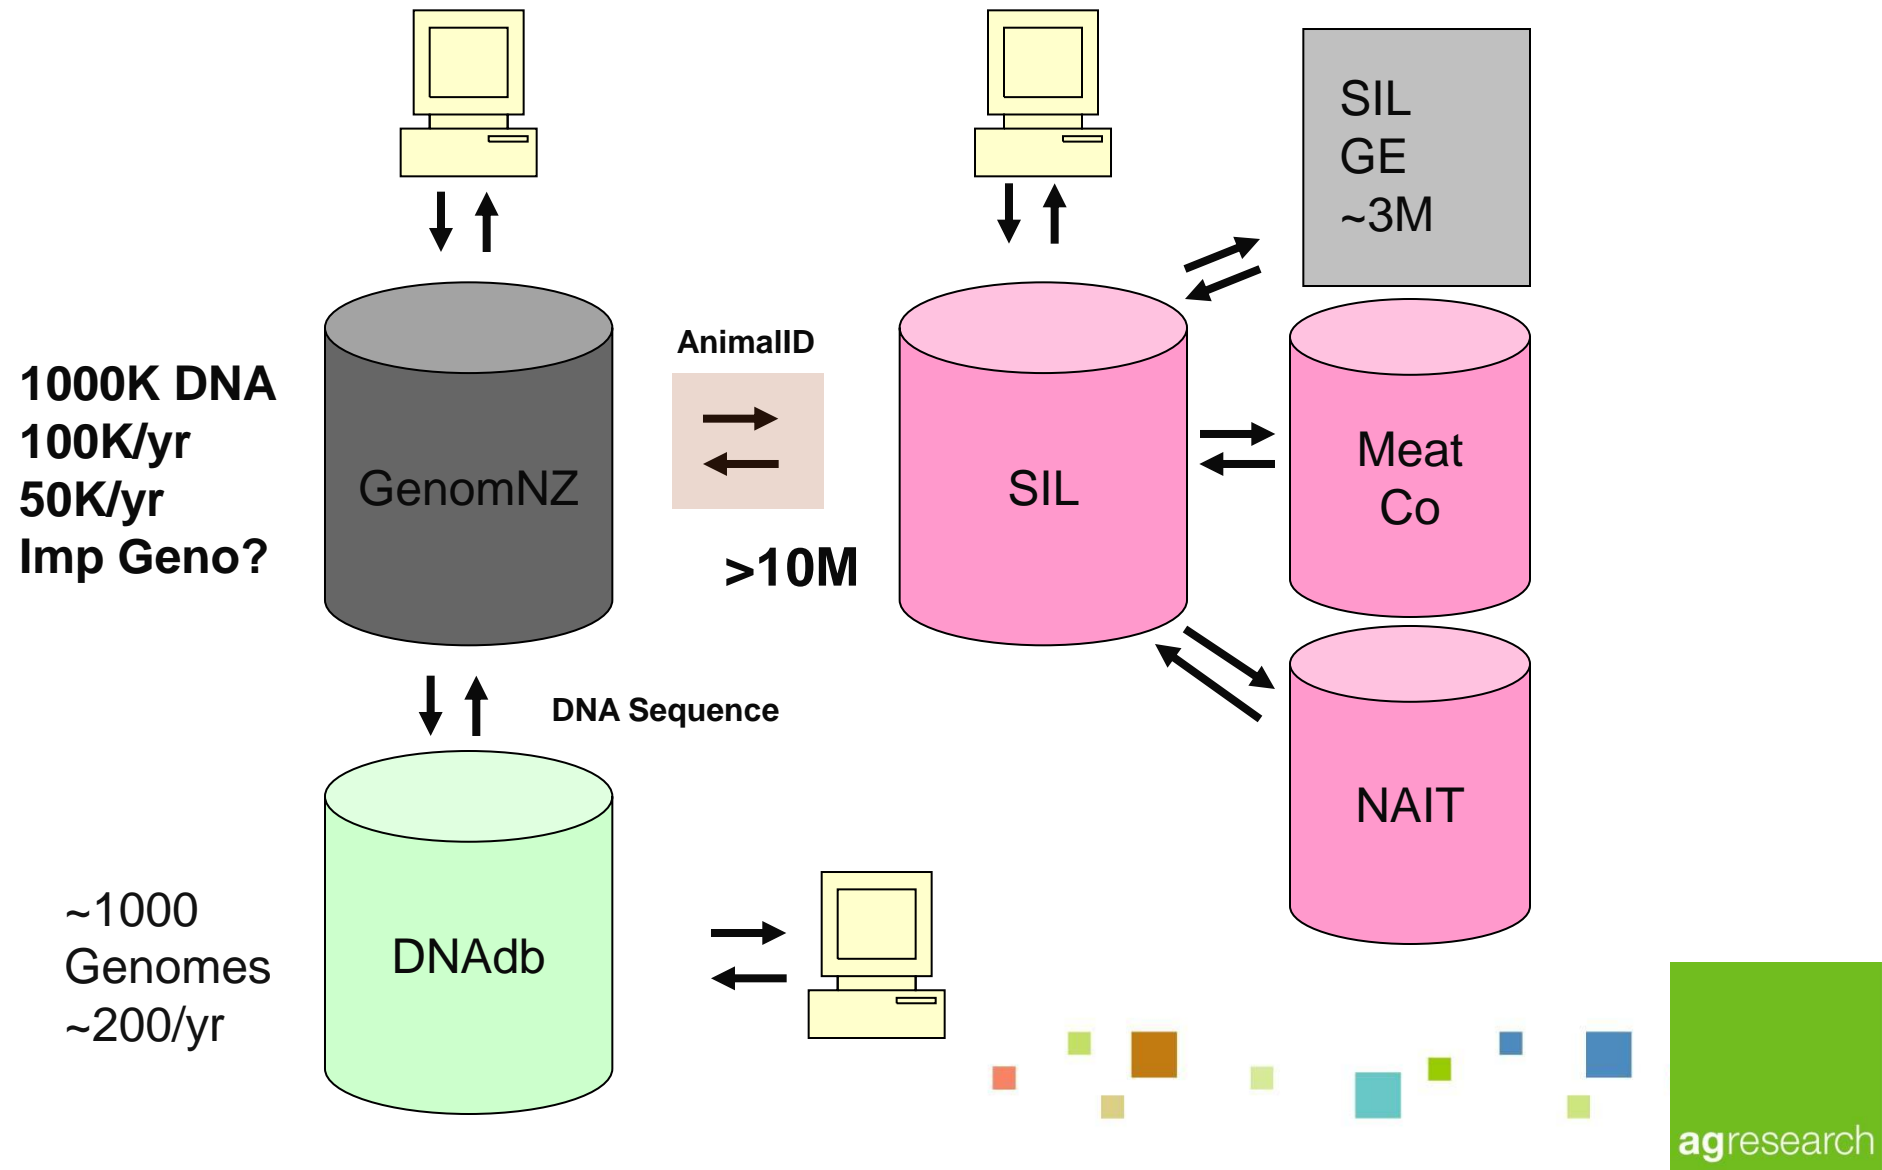 SIL
GE
~3M
AnimalID
1000K DNA
100K/yr
50K/yr
Imp Geno?
GenomNZ
>10M
SIL
Meat
Co
DNA Sequence
NAIT
~1000
Genomes
~200/yr
DNAdb
agresearch